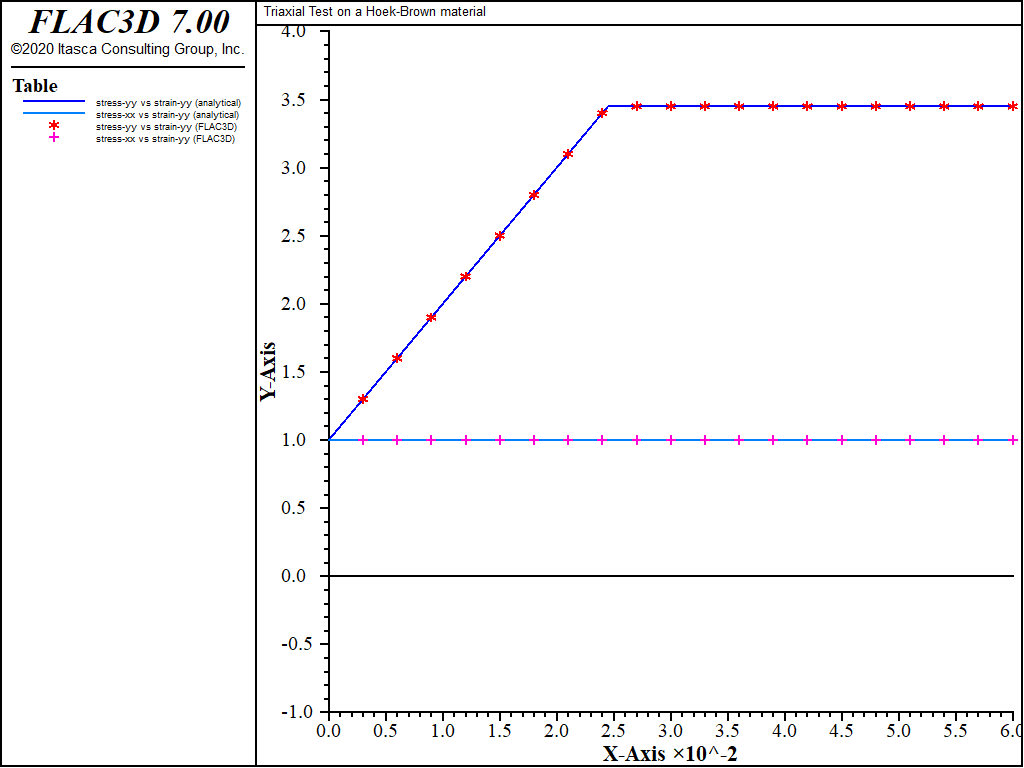 FLAC3D 7.00
©2020 Itasca Consulting Group, Inc.
Table
stress-yy vs strain-yy (analytical)
stress-xx vs strain-yy (analytical)
stress-yy vs strain-yy (FLAC3D)
stress-xx vs strain-yy (FLAC3D)
Triaxial Test on a Hoek-Brown material
4.0
3.5
3.0
2.5
2.0
1.5
1.0
0.5
0.0
-0.5
-1.0
Y-Axis
0.0 0.5 1.0 1.5 2.0 2.5 3.0 3.5 4.0 4.5 5.0 5.5 6.0
X-Axis ×10^-2